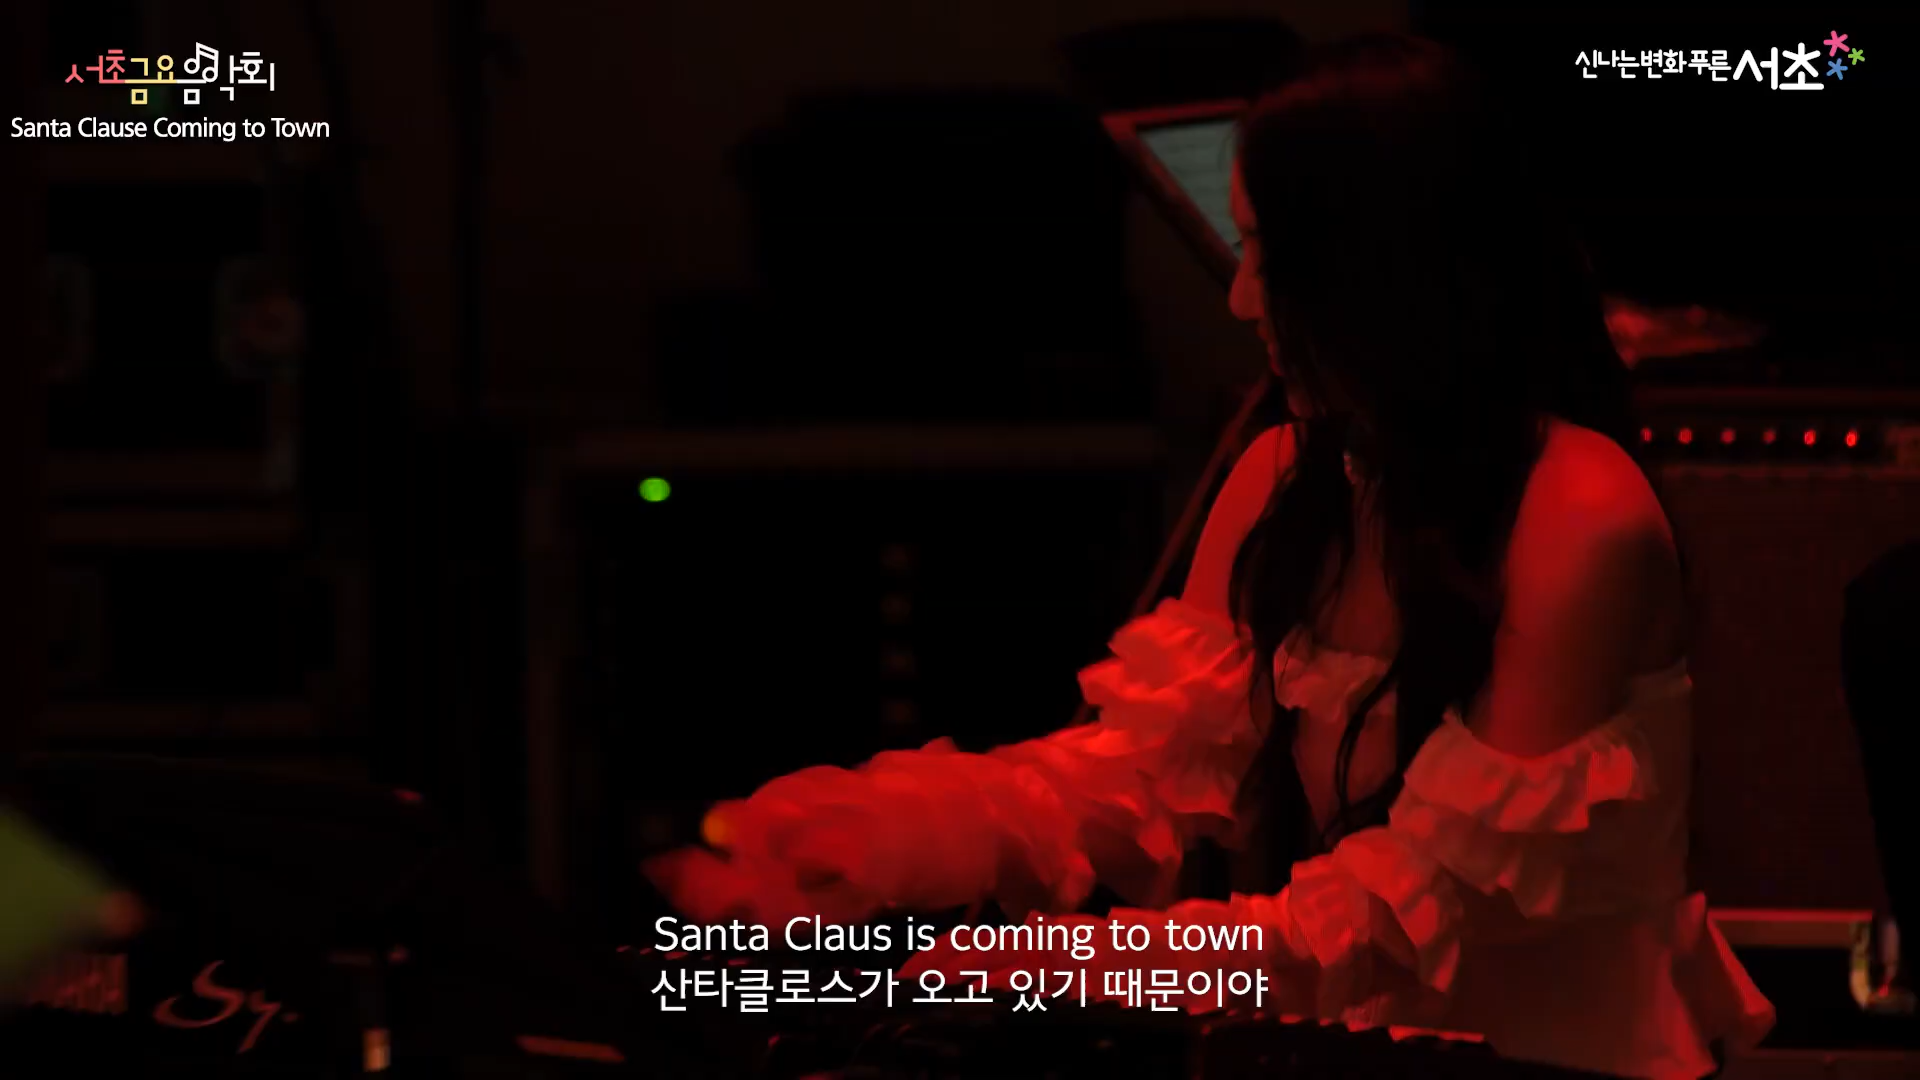 서초금요음악회
Santa Clause Coming to Town
신나는변화 푸른 서초
Sy.
Santa Claus is coming to town
산타클로스가 오고 있기 때문이야